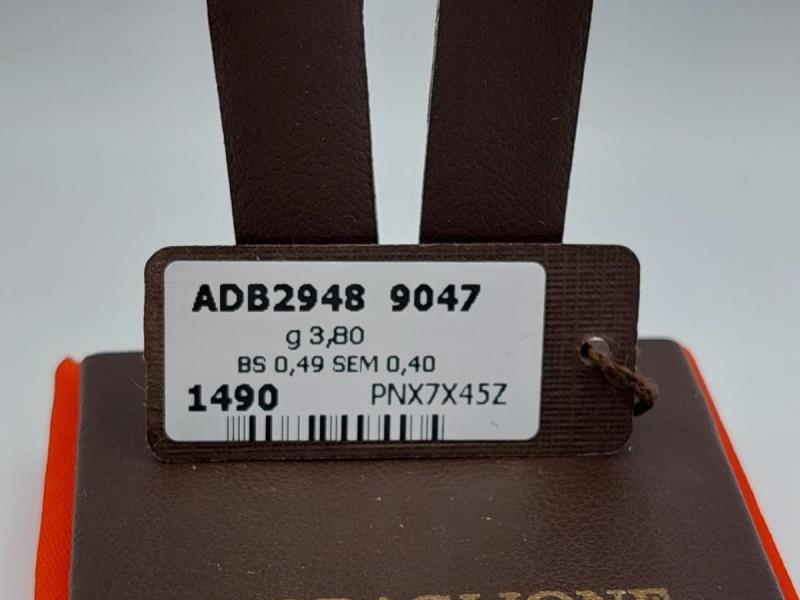 ADB2948 9047
g 3,80
BS 0,49 SEM 0,40
1490 PNX7X45Z